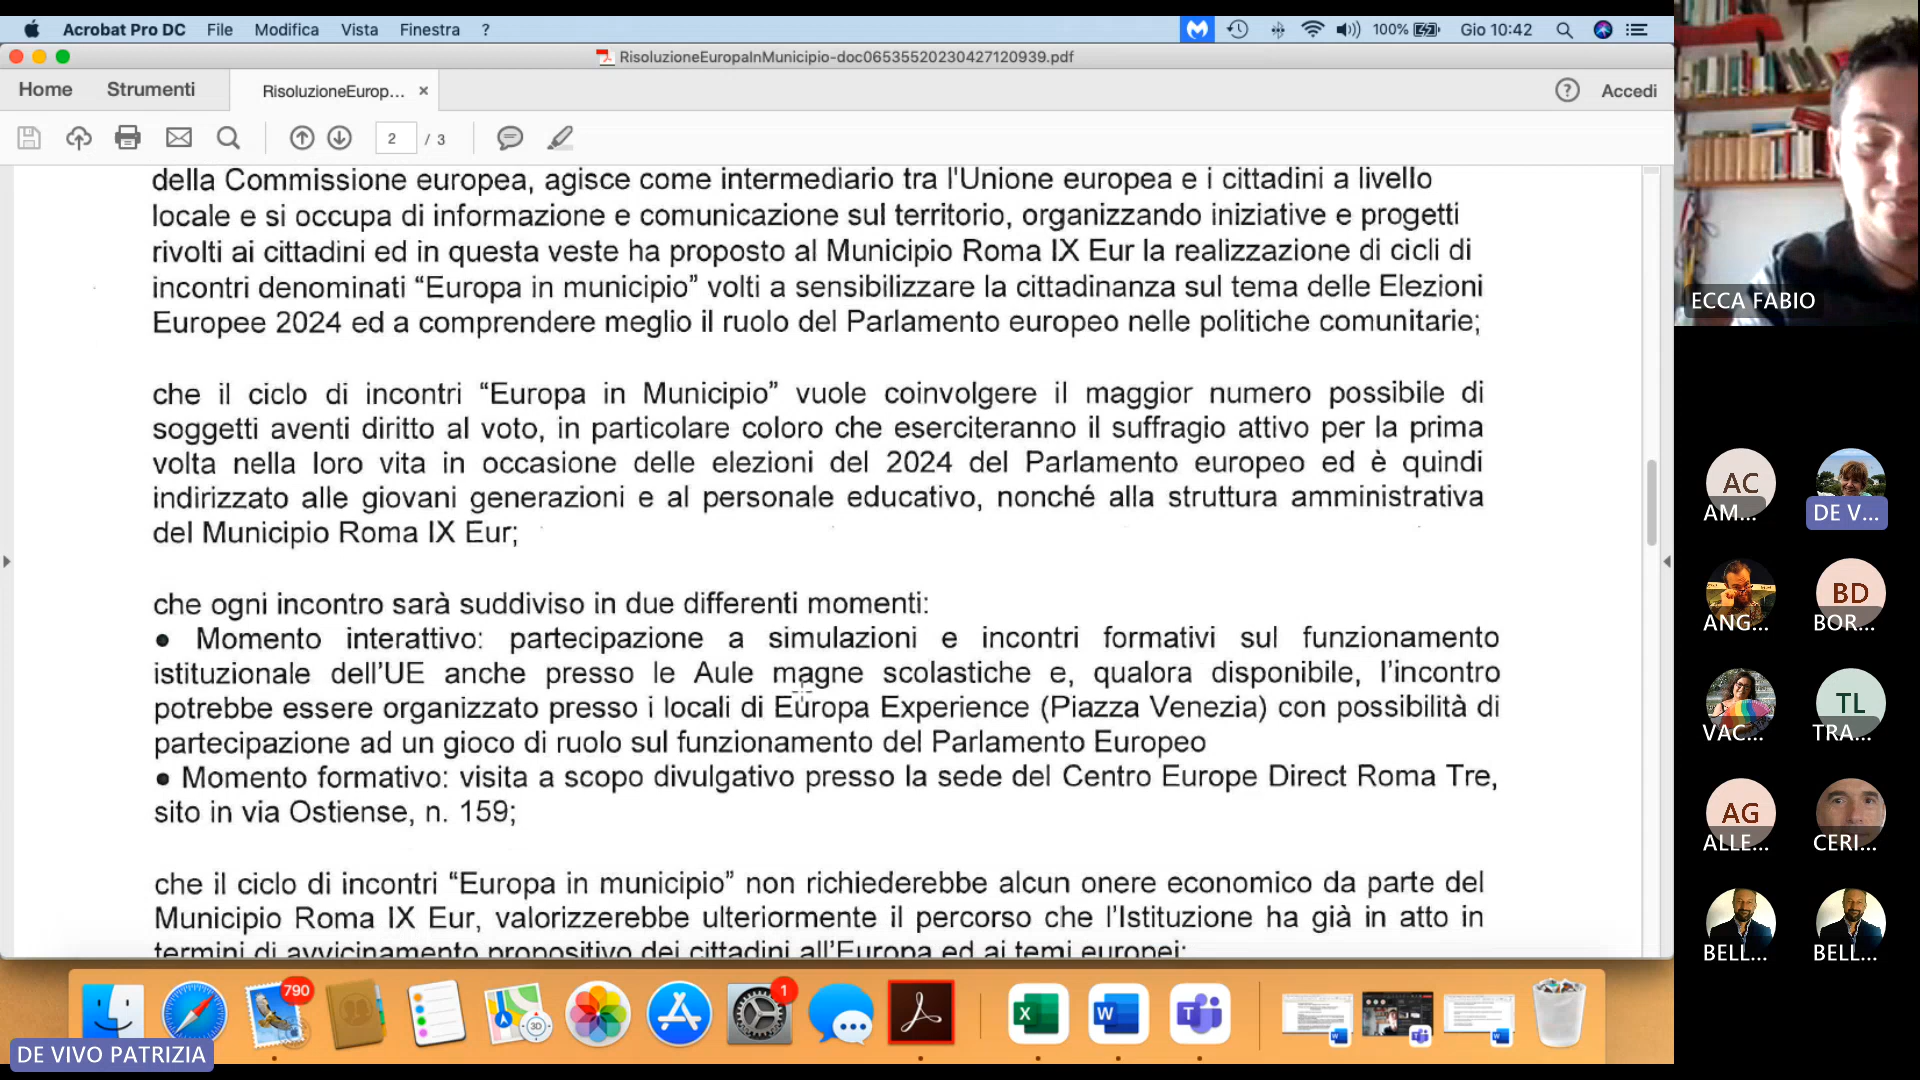 Acrobat Pro DC File Modifica Vista Finestra ? 100% Gio 10:42
RisoluzioneEuropaInMunicipio-doc06535520230427120939.pdf
Home Strumenti RisoluzioneEurop... × ? Accedi
2 / 3
della Commissione europea, agisce come intermediario tra l'Unione europea e i cittadini a livello
locale e si occupa di informazione e comunicazione sul territorio, organizzando iniziative e progetti
rivolti ai cittadini ed in questa veste ha proposto al Municipio Roma IX Eur la realizzazione di cicli di
incontri denominati “Europa in municipio” volti a sensibilizzare la cittadinanza sul tema delle Elezioni
Europee 2024 ed a comprendere meglio il ruolo del Parlamento europeo nelle politiche comunitarie;
che il ciclo di incontri “Europa in Municipio” vuole coinvolgere il maggior numero possibile di
soggetti aventi diritto al voto, in particolare coloro che eserciteranno il suffragio attivo per la prima
volta nella loro vita in occasione delle elezioni del 2024 del Parlamento europeo ed è quindi
indirizzato alle giovani generazioni e al personale educativo, nonché alla struttura amministrativa
del Municipio Roma IX Eur;
che ogni incontro sarà suddiviso in due differenti momenti:
● Momento interattivo: partecipazione a simulazioni e incontri formativi sul funzionamento
istituzionale dell’UE anche presso le Aule magne scolastiche e, qualora disponibile, l’incontro
potrebbe essere organizzato presso i locali di Europa Experience (Piazza Venezia) con possibilità di
partecipazione ad un gioco di ruolo sul funzionamento del Parlamento Europeo
● Momento formativo: visita a scopo divulgativo presso la sede del Centro Europe Direct Roma Tre,
sito in via Ostiense, n. 159;
che il ciclo di incontri “Europa in municipio” non richiederebbe alcun onere economico da parte del
Municipio Roma IX Eur, valorizzerebbe ulteriormente il percorso che l’Istituzione ha già in atto in
termini di avvicinamento propositivo dei cittadini all’Europa ed ai temi europei;
790
1
3D
DE VIVO PATRIZIA
ECCA FABIO
AC
AM... DE V...
BD
ANG... BOR...
TL
VAC... TRA...
AG
ALLE... CERI...
BELL... BELL...